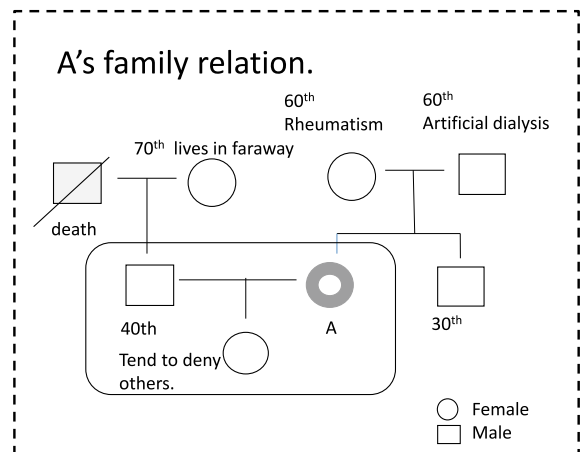 A's family relation.
60th
Rheumatism
60th
Artificial dialysis
70th lives in faraway
death
40th
A
30th
Tend to deny
others.
Female
Male